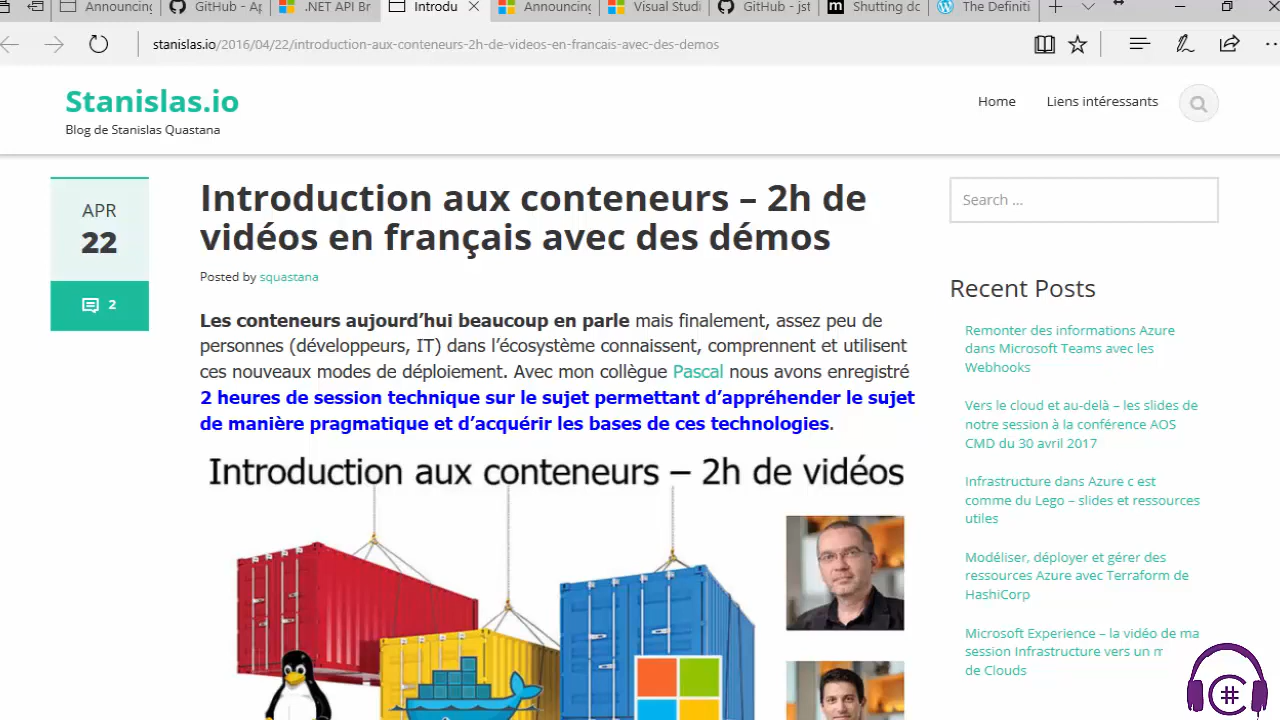 Announcing
GitHub - Ap
.NET API Br
Introdu
Announcing
Visual Studi
GitHub - jst
Shutting do
The Definiti
stanislas.io/2016/04/22/introduction-aux-conteneurs-2h-de-videos-en-francais-avec-des-demos
Stanislas.io
Blog de Stanislas Quastana
Home
Liens intéressants
APR
22
2
Introduction aux conteneurs – 2h de
vidéos en français avec des démos
Posted by squastana
Les conteneurs aujourd’hui beaucoup en parle mais finalement, assez peu de
personnes (développeurs, IT) dans l’écosystème connaissent, comprennent et utilisent
ces nouveaux modes de déploiement. Avec mon collègue Pascal nous avons enregistré
2 heures de session technique sur le sujet permettant d’appréhender le sujet
de manière pragmatique et d’acquérir les bases de ces technologies.
Introduction aux conteneurs – 2h de vidéos
Search ...
Recent Posts
Remonter des informations Azure
dans Microsoft Teams avec les
Webhooks
Vers le cloud et au-delà – les slides de
notre session à la conférence AOS
CMD du 30 avril 2017
Infrastructure dans Azure c est
comme du Lego – slides et ressources
utiles
Modéliser, déployer et gérer des
ressources Azure avec Terraform de
HashiCorp
Microsoft Experience – la vidéo de ma
session Infrastructure vers un m
de Clouds
C#